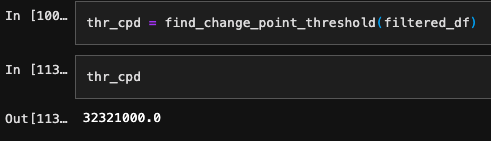 In [100…
thr_cpd = find_change_point_threshold(filtered_df)
In [113…
thr_cpd
Out[113…
32321000.0